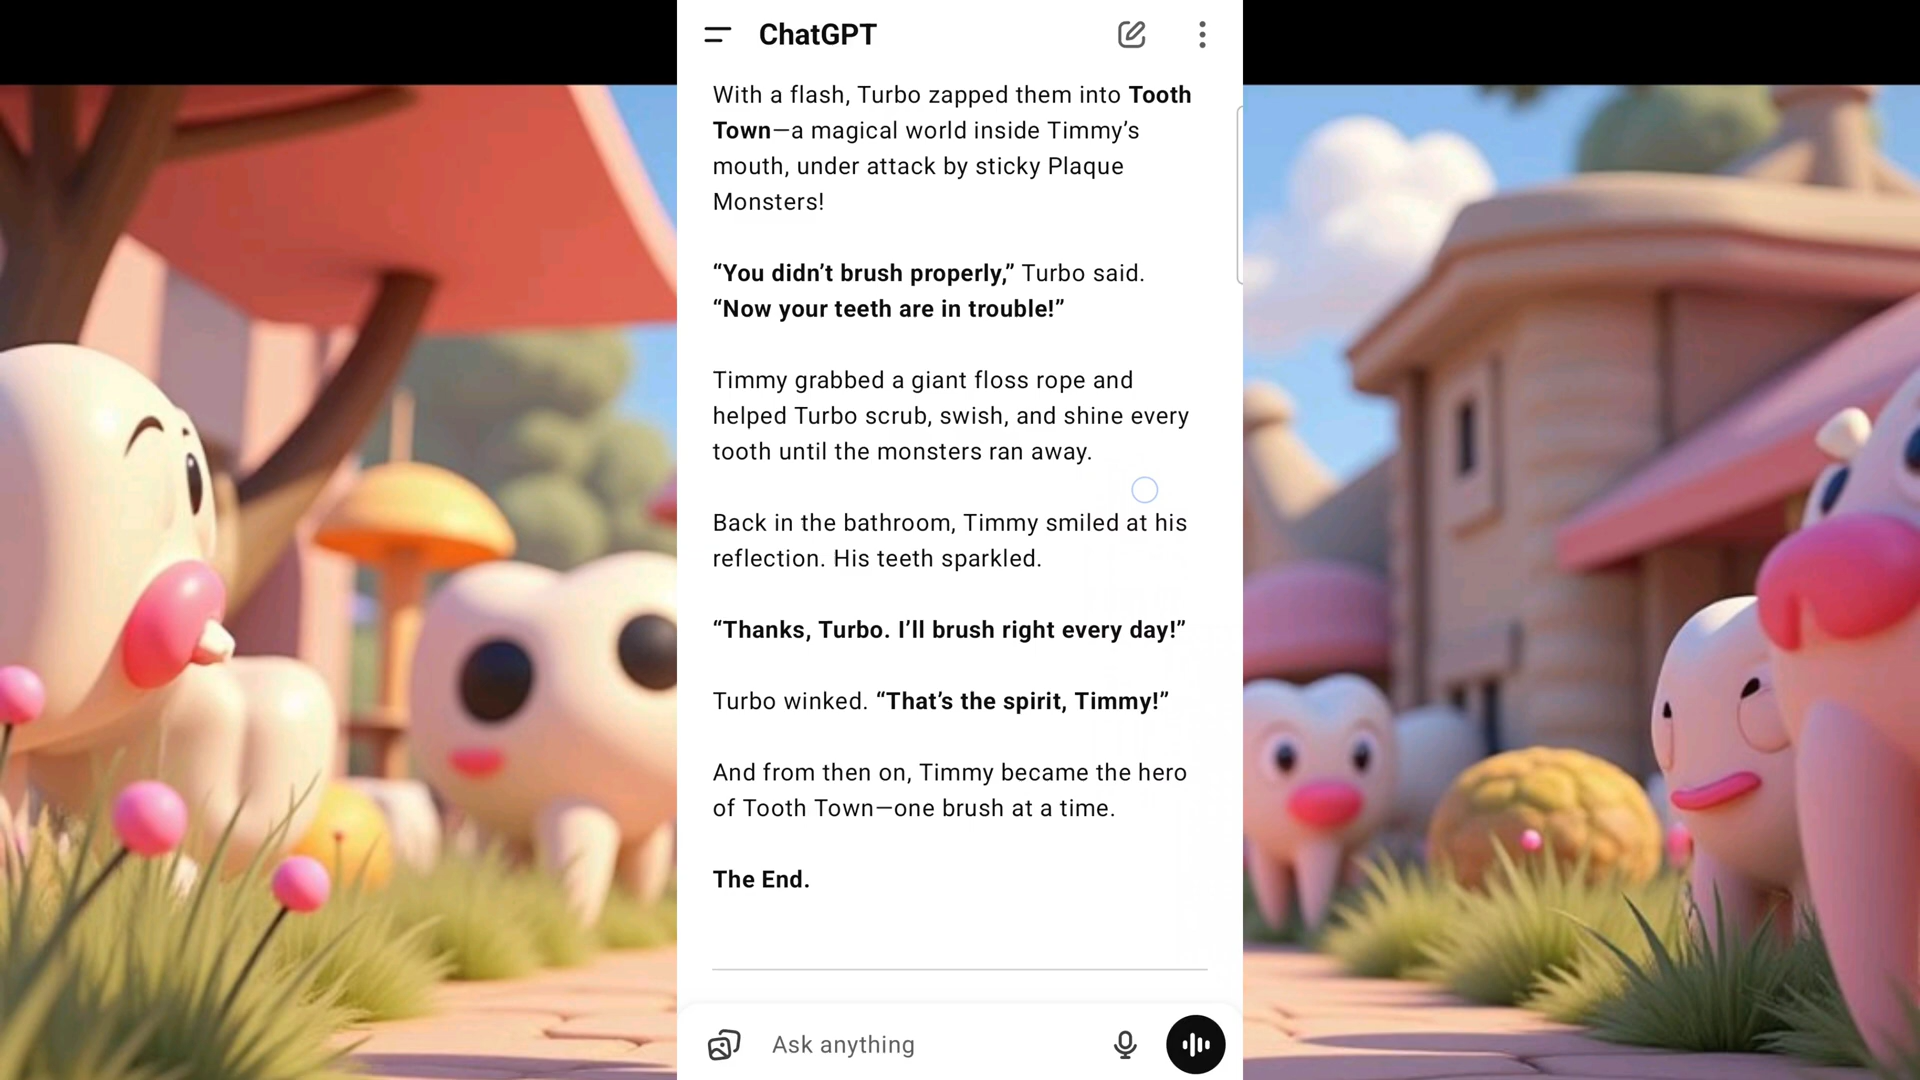 ChatGPT
With a flash, Turbo zapped them into Tooth
Town—a magical world inside Timmy’s
mouth, under attack by sticky Plaque
Monsters!
“You didn’t brush properly,” Turbo said.
“Now your teeth are in trouble!”
Timmy grabbed a giant floss rope and
helped Turbo scrub, swish, and shine every
tooth until the monsters ran away.
Back in the bathroom, Timmy smiled at his
reflection. His teeth sparkled.
“Thanks, Turbo. I’ll brush right every day!”
Turbo winked. “That’s the spirit, Timmy!”
And from then on, Timmy became the hero
of Tooth Town—one brush at a time.
The End.
Ask anything